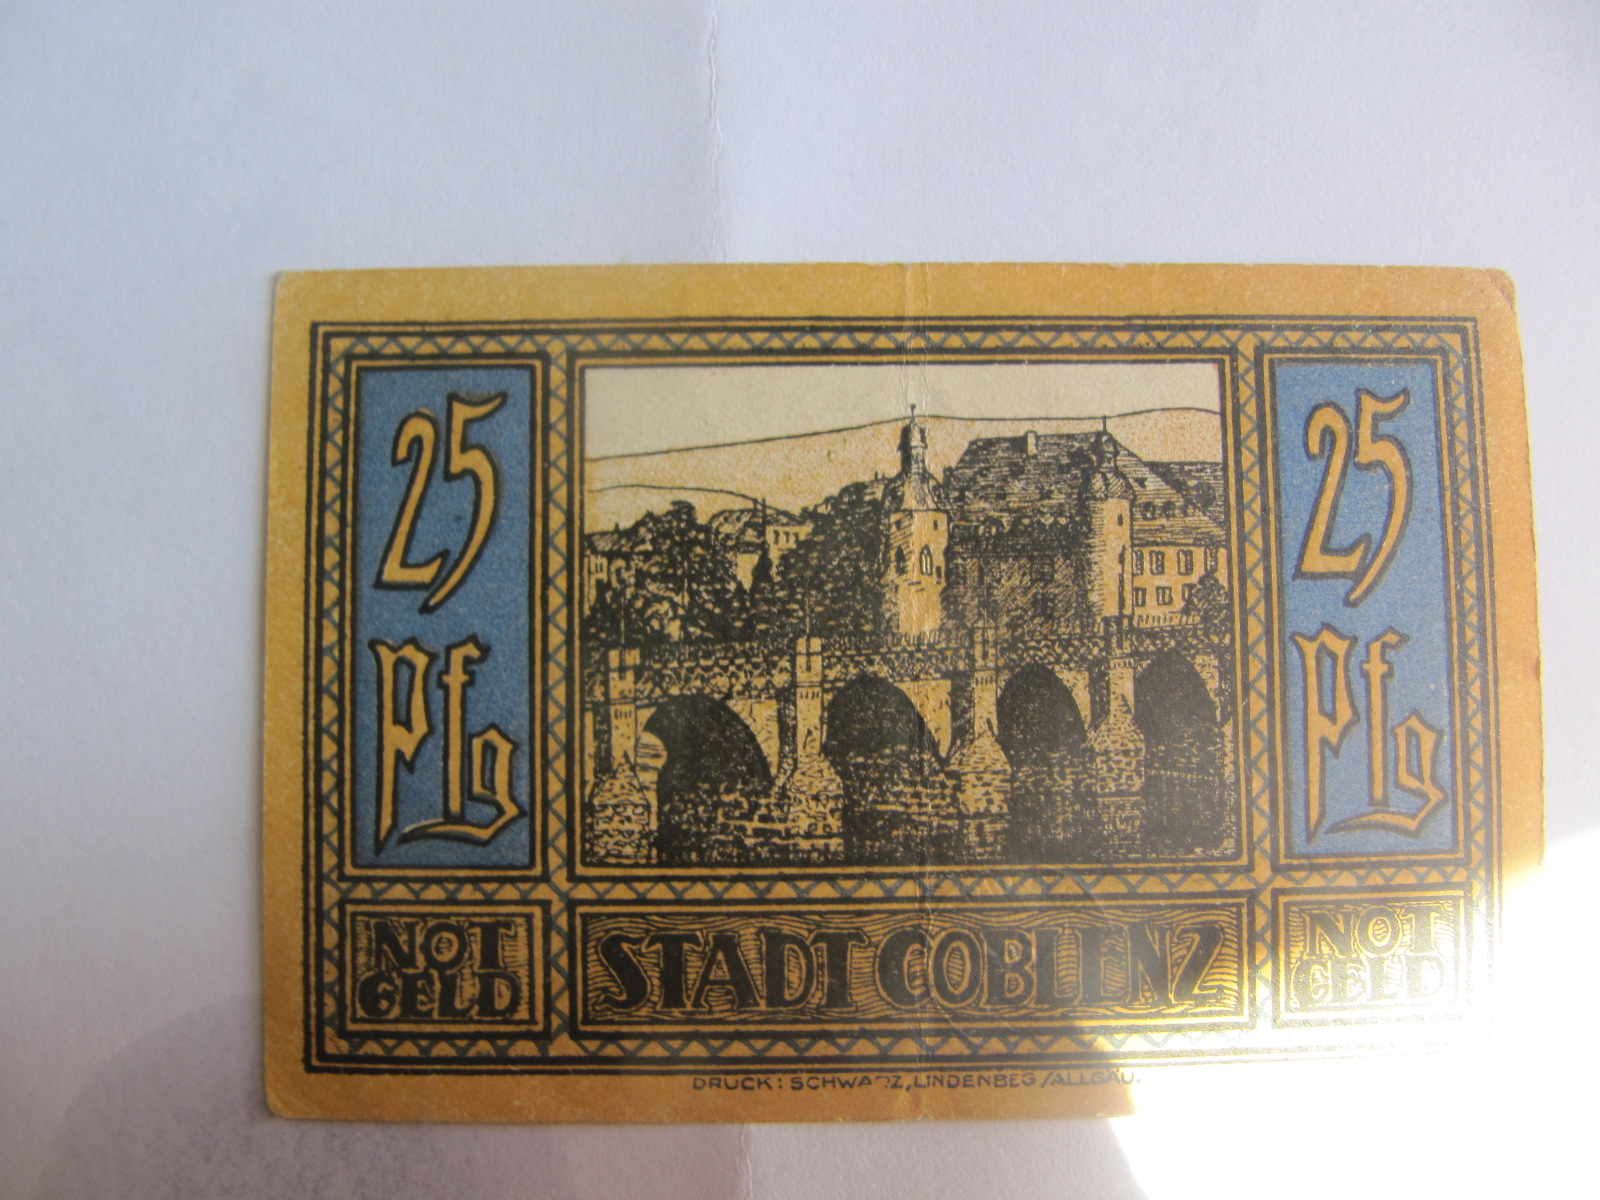 25
Pfg
25
Pfg
NOT
GELD
STADT COBLENZ
NOT
GELD
DRUCK: SCHWARZ, LINDENBEG/ALLGÄU.